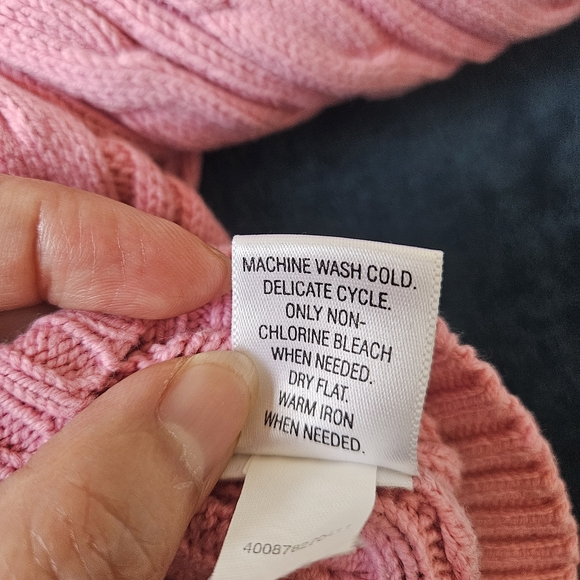 MACHINE WASH COLD.
DELICATE CYCLE.
ONLY NON-
CHLORINE BLEACH
WHEN NEEDED.
DRY FLAT.
WARM IRON
WHEN NEEDED.